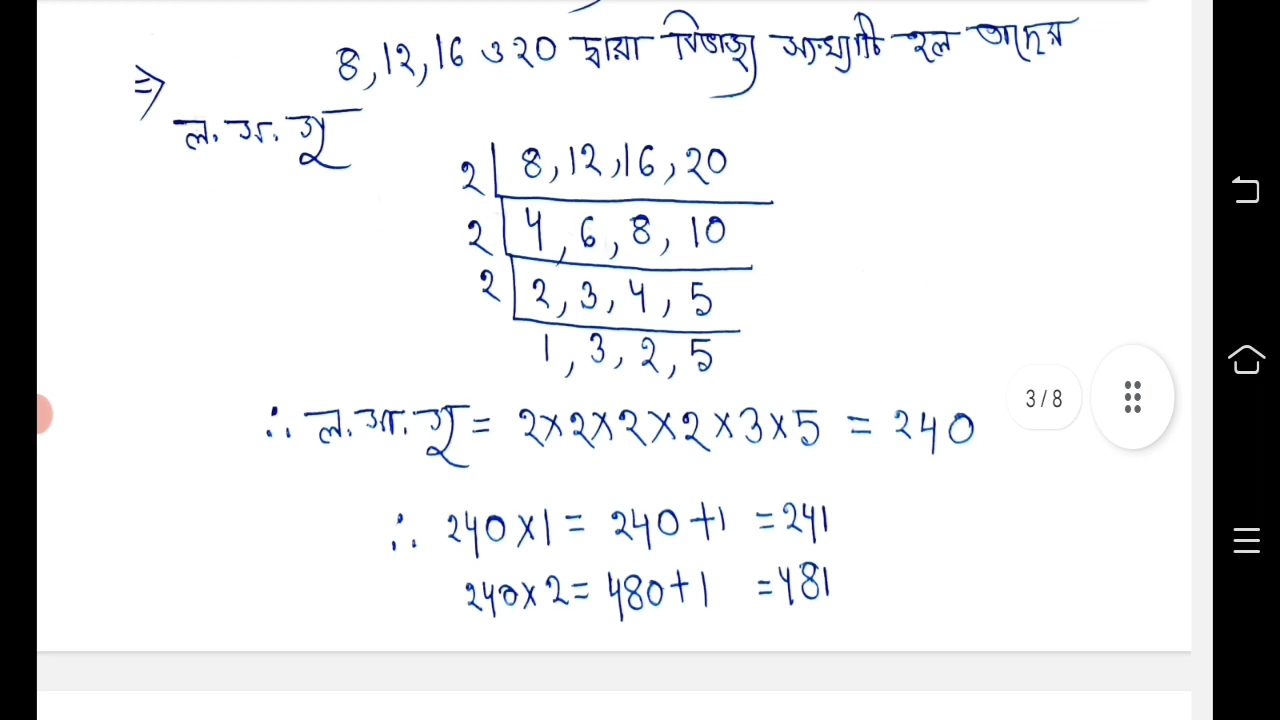 8, 12, 16 ও 20 দ্বারা বিভাজ্য সংখ্যাটি হল তাদের
⇒
ল. সা. গু
2 | 8, 12, 16, 20
2 | 4, 6, 8, 10
2 | 2, 3, 4, 5
1, 3, 2, 5
3/8
∴ ল. সা. গু = 2×2×2×2×3×5 = 240
∴ 240×1 = 240+1 = 241
240×2 = 480+1 = 481